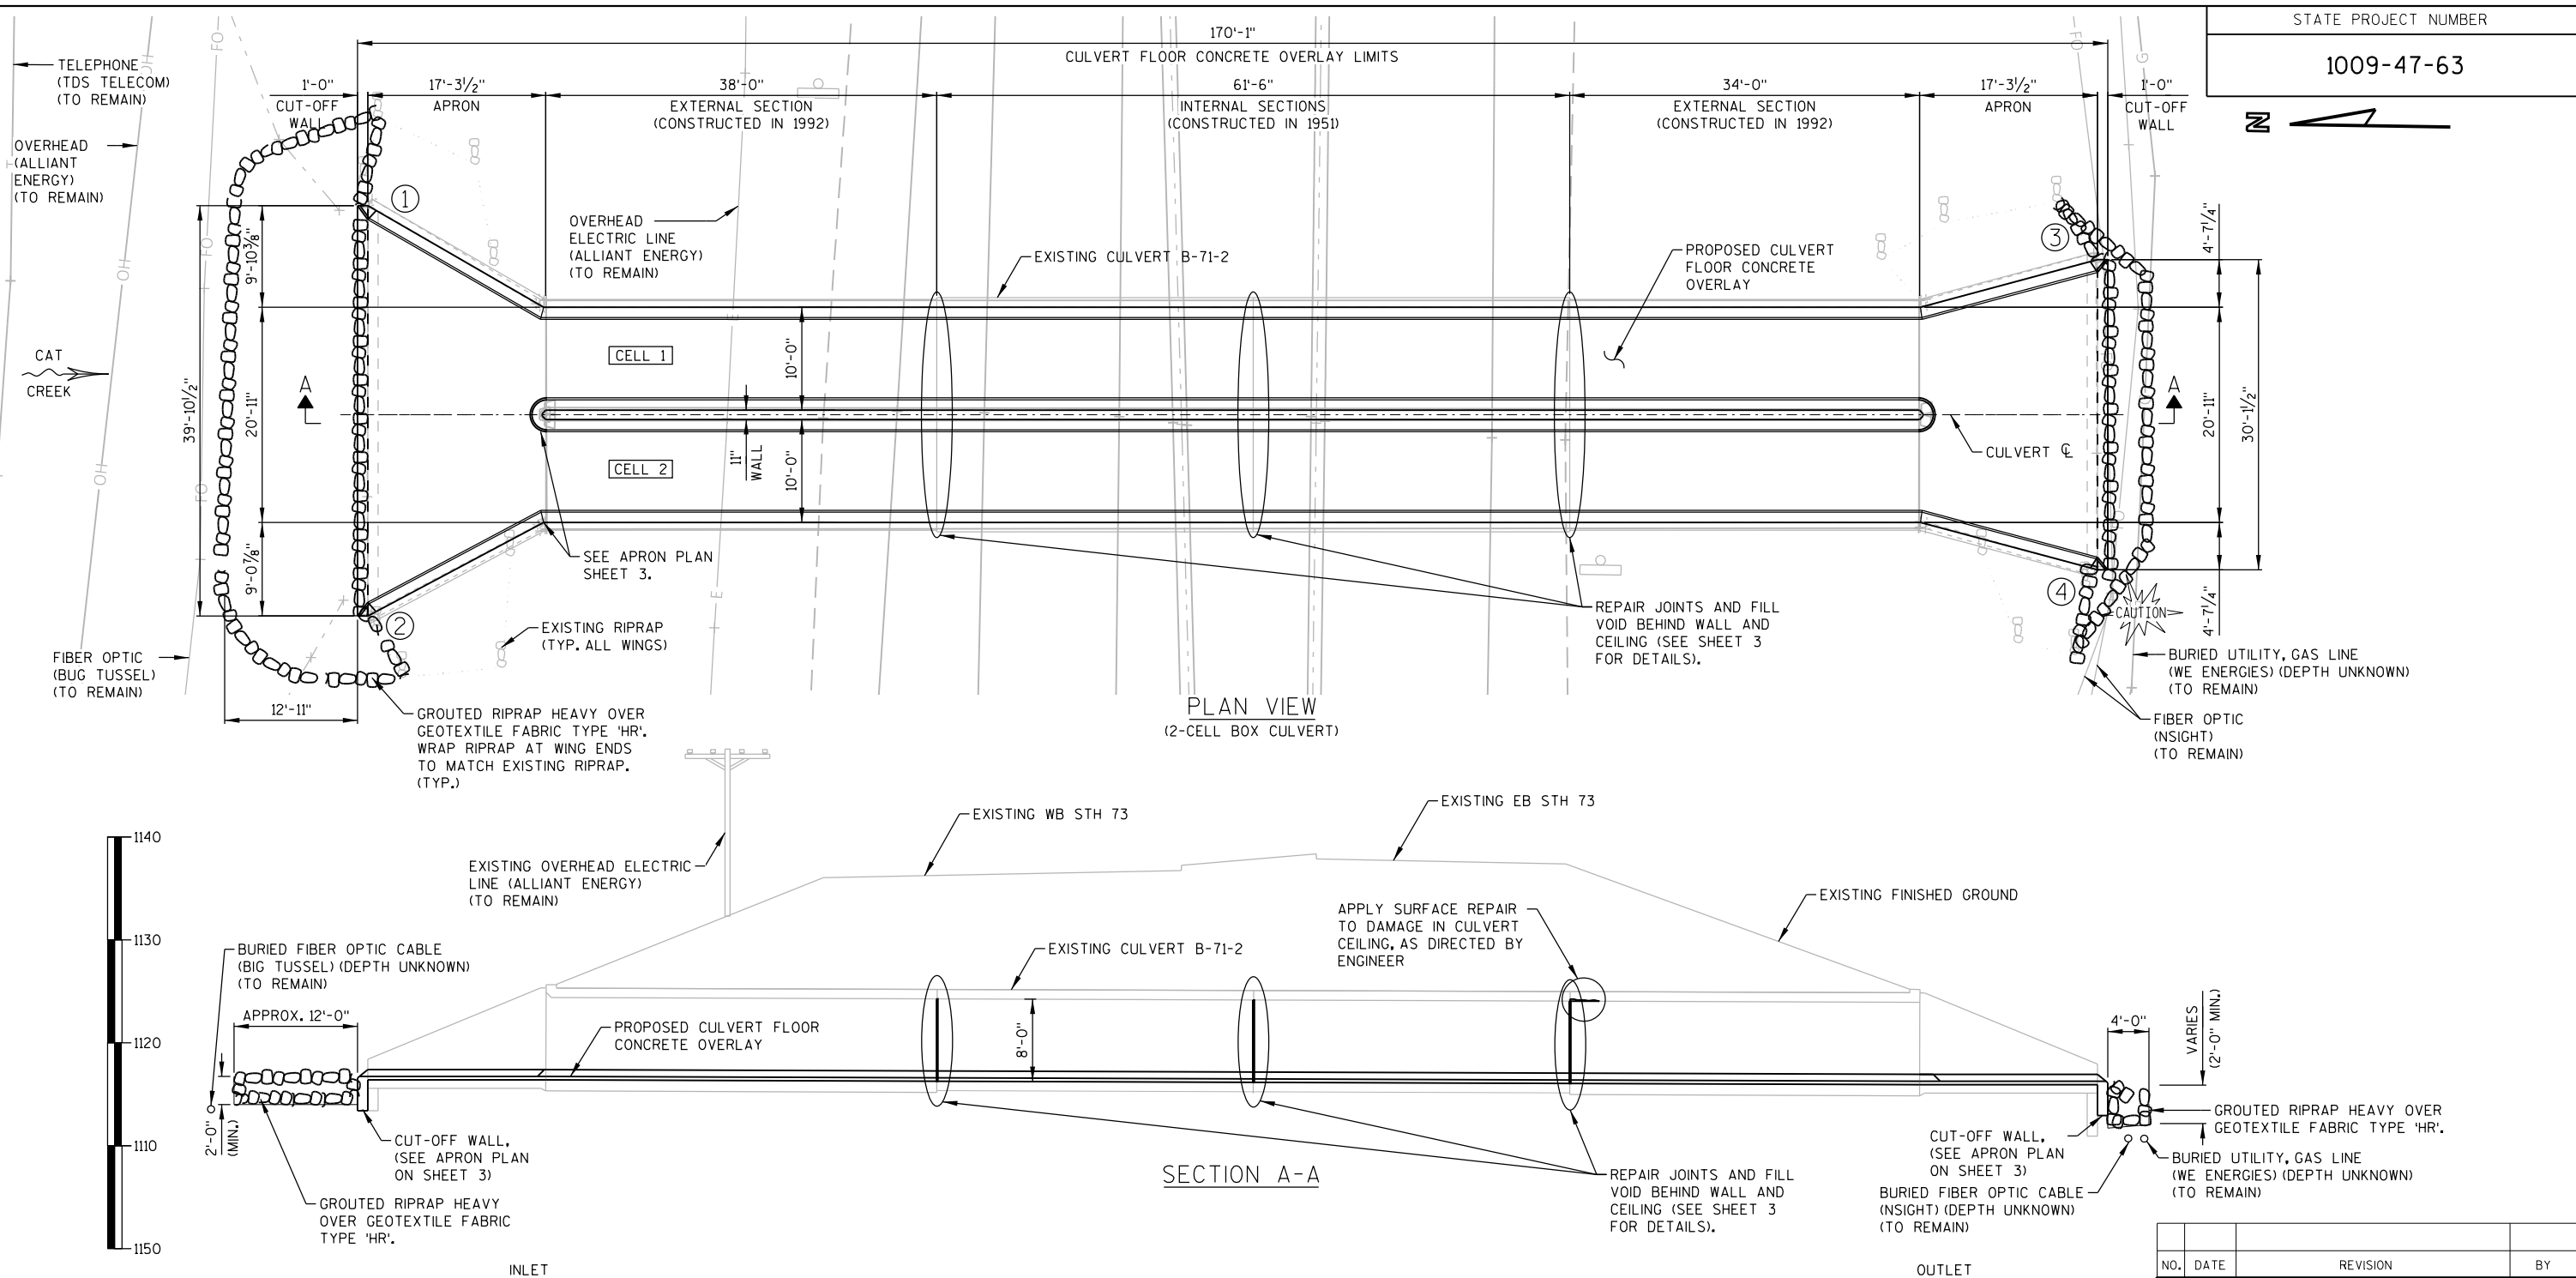 STATE PROJECT NUMBER
1009-47-63
N
170'-1"
CULVERT FLOOR CONCRETE OVERLAY LIMITS
1'-0"
CUT-OFF
WALL
17'-3½"
APRON
38'-0"
EXTERNAL SECTION
(CONSTRUCTED IN 1992)
61'-6"
INTERNAL SECTIONS
(CONSTRUCTED IN 1951)
34'-0"
EXTERNAL SECTION
(CONSTRUCTED IN 1992)
17'-3½"
APRON
1'-0"
CUT-OFF
WALL
TELEPHONE
(TDS TELECOM)
(TO REMAIN)
OVERHEAD
(ALLIANT
ENERGY)
(TO REMAIN)
OH
OH
OH
FO
FO
FO
FO
FO
G
E
E
1
2
3
4
OVERHEAD
ELECTRIC LINE
(ALLIANT ENERGY)
(TO REMAIN)
EXISTING CULVERT B-71-2
PROPOSED CULVERT
FLOOR CONCRETE
OVERLAY
CAT
CREEK
39'-10½"
9'-10⅜"
20'-11"
9'-0⅞"
A
A
CELL 1
CELL 2
10'-0"
11"
WALL
10'-0"
CULVERT ℄
4'-7¼"
20'-11"
30'-1½"
4'-7¼"
SEE APRON PLAN
SHEET 3.
EXISTING RIPRAP
(TYP. ALL WINGS)
REPAIR JOINTS AND FILL
VOID BEHIND WALL AND
CEILING (SEE SHEET 3
FOR DETAILS).
CAUTION
FIBER OPTIC
(BUG TUSSEL)
(TO REMAIN)
BURIED UTILITY, GAS LINE
(WE ENERGIES) (DEPTH UNKNOWN)
(TO REMAIN)
FIBER OPTIC
(NSIGHT)
(TO REMAIN)
12'-11"
GROUTED RIPRAP HEAVY OVER
GEOTEXTILE FABRIC TYPE 'HR'.
WRAP RIPRAP AT WING ENDS
TO MATCH EXISTING RIPRAP.
(TYP.)
PLAN VIEW
(2-CELL BOX CULVERT)
1140
1130
1120
1110
1150
EXISTING WB STH 73
EXISTING EB STH 73
EXISTING OVERHEAD ELECTRIC
LINE (ALLIANT ENERGY)
(TO REMAIN)
EXISTING FINISHED GROUND
APPLY SURFACE REPAIR
TO DAMAGE IN CULVERT
CEILING, AS DIRECTED BY
ENGINEER
BURIED FIBER OPTIC CABLE
(BIG TUSSEL) (DEPTH UNKNOWN)
(TO REMAIN)
EXISTING CULVERT B-71-2
APPROX. 12'-0"
PROPOSED CULVERT FLOOR
CONCRETE OVERLAY
8'-0"
4'-0"
VARIES
(2'-0" MIN.)
2'-0"
(MIN.)
CUT-OFF WALL,
(SEE APRON PLAN
ON SHEET 3)
GROUTED RIPRAP HEAVY
OVER GEOTEXTILE FABRIC
TYPE 'HR'.
SECTION A-A
REPAIR JOINTS AND FILL
VOID BEHIND WALL AND
CEILING (SEE SHEET 3
FOR DETAILS).
GROUTED RIPRAP HEAVY OVER
GEOTEXTILE FABRIC TYPE 'HR'.
CUT-OFF WALL,
(SEE APRON PLAN
ON SHEET 3)
BURIED UTILITY, GAS LINE
(WE ENERGIES) (DEPTH UNKNOWN)
(TO REMAIN)
BURIED FIBER OPTIC CABLE
(NSIGHT) (DEPTH UNKNOWN)
(TO REMAIN)
INLET
OUTLET
NO. DATE REVISION BY